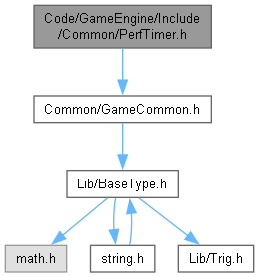 Code/GameEngine/Include
/Common/PerfTimer.h
Common/GameCommon.h
Lib/BaseType.h
math.h
string.h
Lib/Trig.h